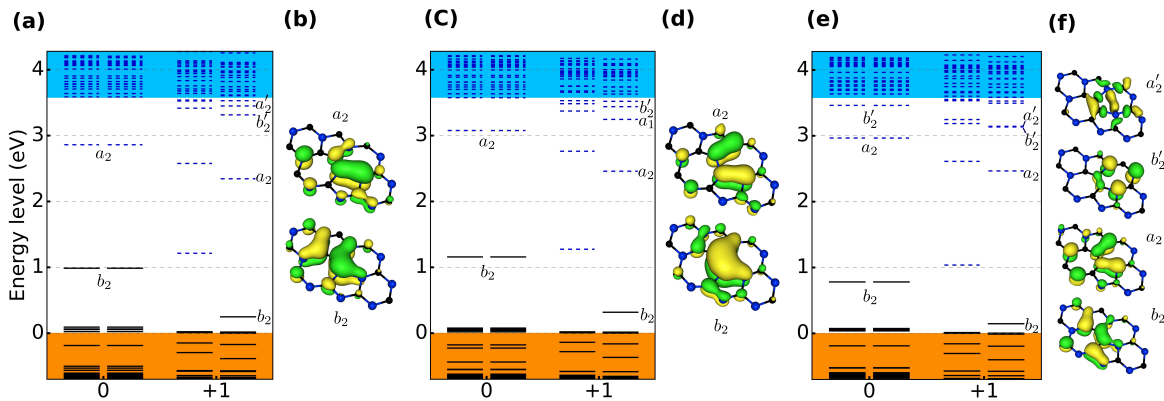 (a)
Energy level (eV)
4
3
2
1
0
a₂
b₂
a₂′
b₂′
a₂
b₂
0
+1
(b)
a₂
b₂
(C)
4
3
2
1
0
a₂
b₂
b₂′
a₁
a₂
b₂
0
+1
(d)
a₂
b₂
(e)
4
3
2
1
0
b₂′
a₂
b₂
a₂′
b₂′
a₂
b₂
0
+1
(f)
a₂′
b₂′
a₂
b₂